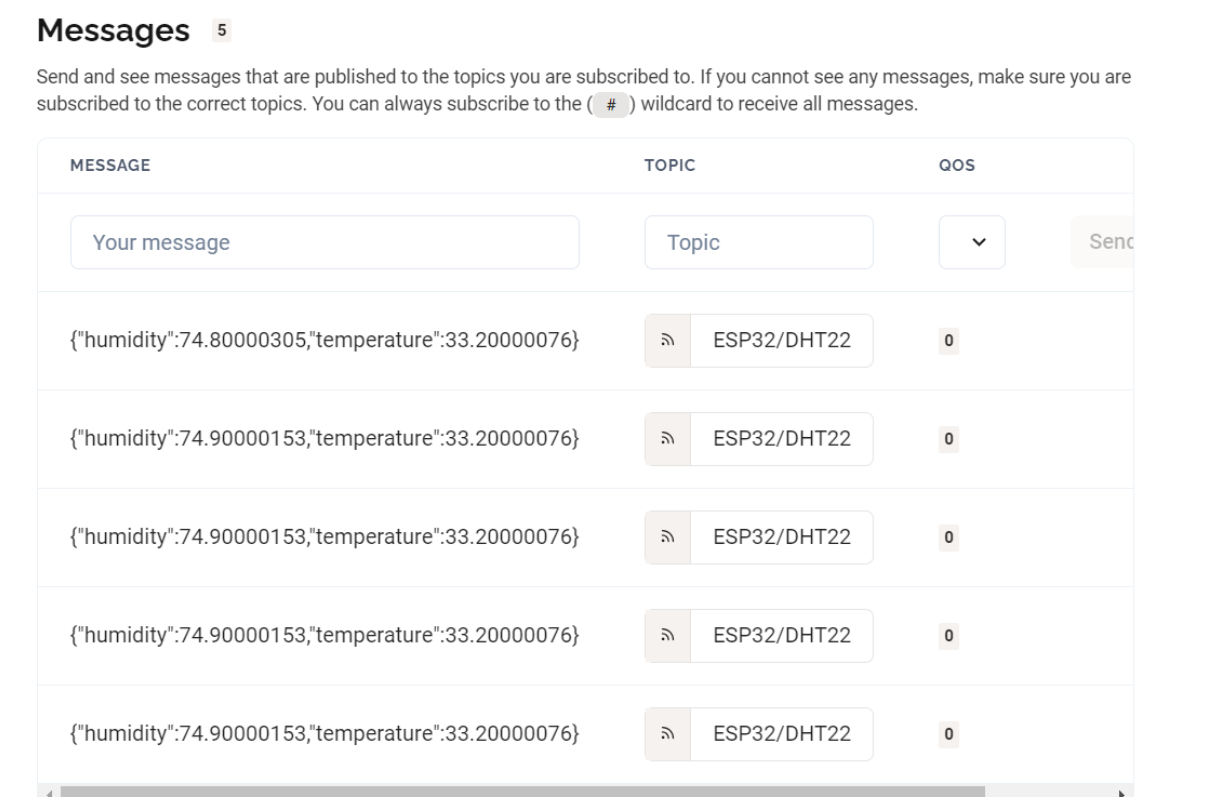 Messages 5
Send and see messages that are published to the topics you are subscribed to. If you cannot see any messages, make sure you are
subscribed to the correct topics. You can always subscribe to the ( # ) wildcard to receive all messages.
MESSAGE TOPIC QOS
Your message Topic Send
{"humidity":74.80000305,"temperature":33.20000076} ESP32/DHT22 0
{"humidity":74.90000153,"temperature":33.20000076} ESP32/DHT22 0
{"humidity":74.90000153,"temperature":33.20000076} ESP32/DHT22 0
{"humidity":74.90000153,"temperature":33.20000076} ESP32/DHT22 0
{"humidity":74.90000153,"temperature":33.20000076} ESP32/DHT22 0